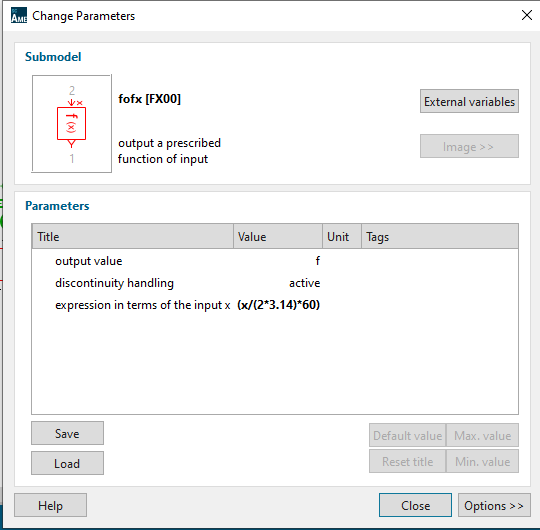 AME Change Parameters
Submodel
2
x
f(x)
1
fofx [FX00]
output a prescribed
function of input
External variables
Image >>
Parameters
Title Value Unit Tags
output value f
discontinuity handling active
expression in terms of the input x (x/(2*3.14)*60)
Save Default value Max. value
Load Reset title Min. value
Help Close Options >>